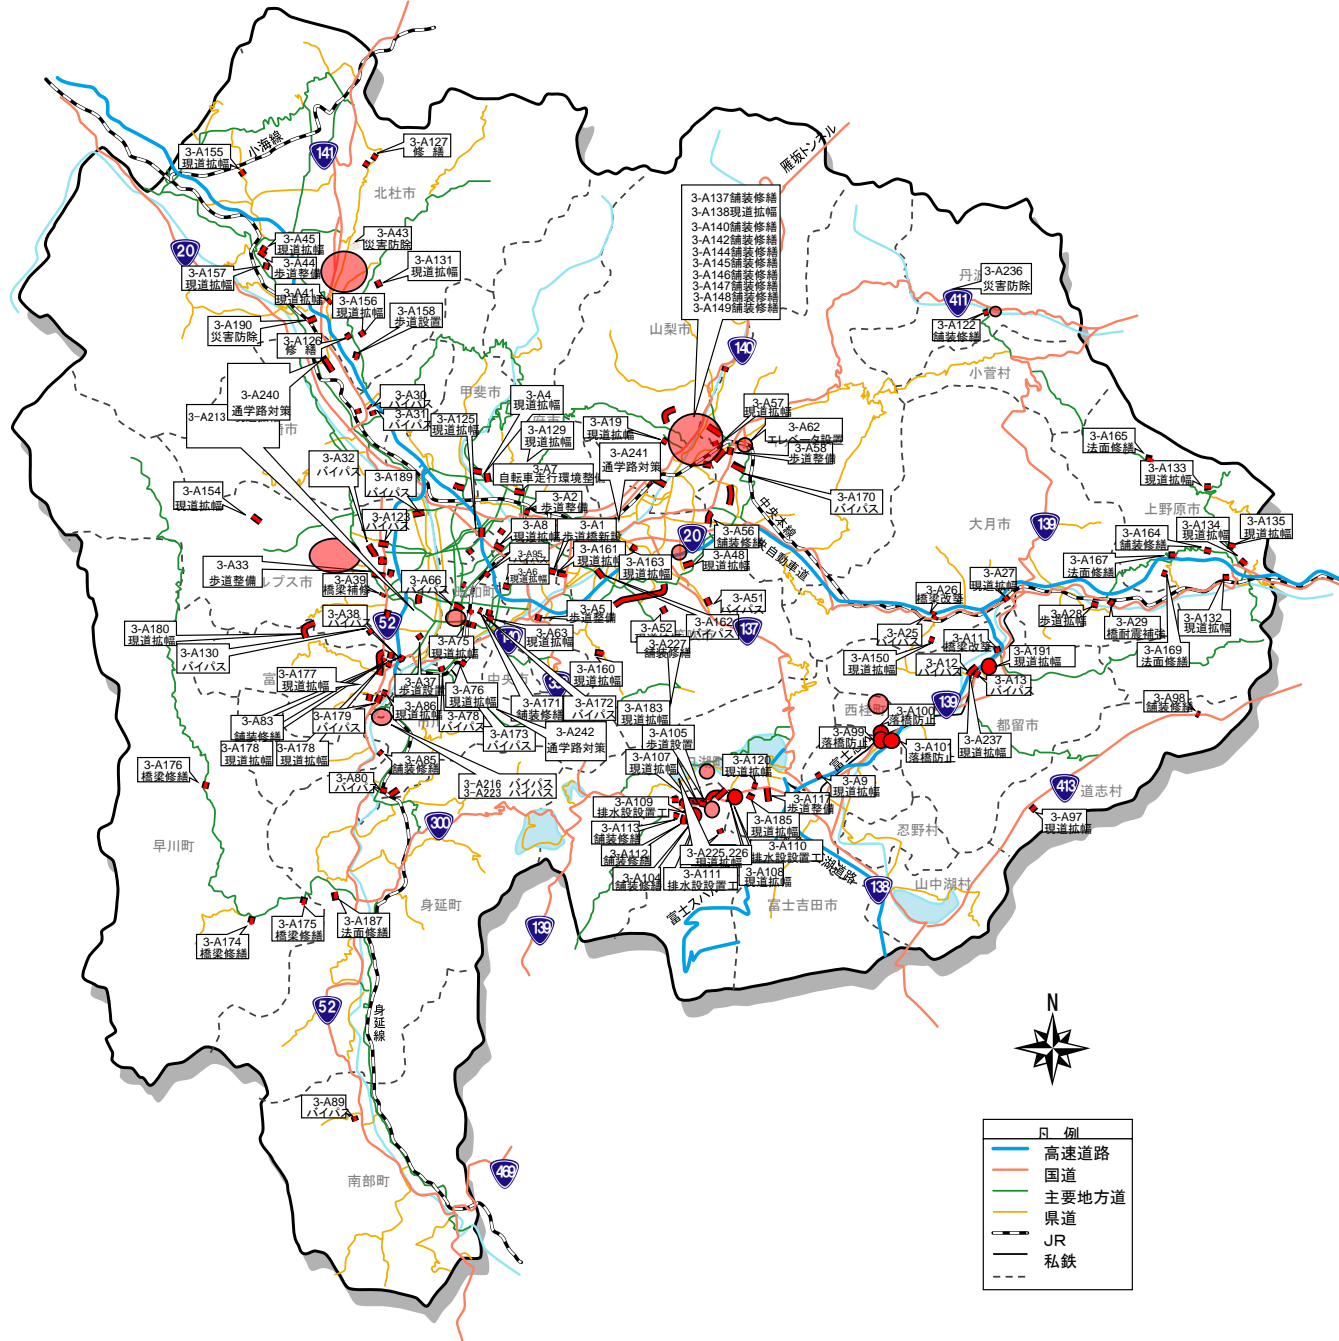 小海線
141
3-A127
修 繕
3-A155
現道拡幅
北杜市
雁坂トンネル
3-A137舗装修繕
3-A138現道拡幅
3-A140舗装修繕
3-A142舗装修繕
3-A144舗装修繕
3-A145舗装修繕
3-A146舗装修繕
3-A147舗装修繕
3-A148舗装修繕
3-A149舗装修繕
20
3-A45
現道拡幅
3-A43
災害防除
3-A44
歩道整備
3-A131
現道拡幅
3-A157
現道拡幅
3-A41
現道拡幅
3-A156
現道拡幅
3-A158
歩道設置
3-A190
災害防除
3-A126
修 繕
3-A236
災害防除
411
3-A122
舗装修繕
山梨市
140
小菅村
甲斐市
3-A240
通学路対策
3-A213
3-A30
バイパス
3-A31
バイパス
3-A125
現道拡幅
3-A4
現道拡幅
3-A129
現道拡幅
3-A19
現道拡幅
3-A57
現道拡幅
3-A62
エレベータ設置
3-A58
歩道整備
3-A165
法面修繕
3-A133
現道拡幅
3-A32
バイパス
3-A189
バイパス
3-A7
自転車走行環境整備
3-A241
通学路対策
3-A170
バイパス
3-A154
現道拡幅
3-A2
歩道整備
中央本線
大月市
139
上野原市
3-A121
バイパス
3-A8
現道拡幅
3-A1
歩道橋新設
20
3-A56
舗装修繕
3-A164
舗装修繕
3-A134
現道拡幅
3-A135
現道拡幅
3-A33
歩道整備
3-A39
橋梁補修
3-A66
3-A95
3-A6
現道拡幅
3-A161
現道拡幅
3-A163
現道拡幅
3-A48
現道拡幅
3-A167
法面修繕
3-A27
現道拡幅
3-A26
橋梁改築
3-A28
歩道拡幅
3-A29
橋耐震補強
3-A132
現道拡幅
3-A169
法面修繕
3-A38
バイパス
52
3-A180
現道拡幅
3-A130
バイパス
3-A75
現道拡幅
3-A5
歩道整備
3-A63
現道拡幅
3-A51
バイパス
3-A52
3-A162
バイパス
137
3-A227
舗装修繕
3-A25
バイパス
3-A11
橋梁改築
3-A150
現道拡幅
3-A12
バイパス
3-A191
現道拡幅
3-A13
バイパス
3-A177
現道拡幅
3-A37
歩道設置
3-A76
現道拡幅
中央市
3-A160
現道拡幅
3-A171
舗装修繕
3-A172
バイパス
3-A183
現道拡幅
3-A98
舗装修繕
3-A86
現道拡幅
3-A83
舗装修繕
3-A179
バイパス
3-A78
バイパス
3-A173
バイパス
3-A242
通学路対策
3-A178
現道拡幅
3-A178
現道拡幅
3-A85
舗装修繕
西桂町
139
3-A100
落橋防止
3-A99
落橋防止
3-A101
落橋防止
都留市
3-A237
現道拡幅
3-A105
歩道設置
3-A107
現道拡幅
3-A120
現道拡幅
3-A176
橋梁修繕
3-A80
バイパス
3-A216 バイパス
3-A223 バイパス
3-A9
現道拡幅
3-A117
歩道整備
413
道志村
3-A97
現道拡幅
300
3-A109
排水設設置工
3-A113
舗装修繕
3-A112
舗装修繕
3-A104
舗装修繕
3-A225,226
現道拡幅
3-A111
排水設設置工
3-A185
現道拡幅
3-A110
排水設設置工
3-A108
現道拡幅
忍野村
早川町
138
山中湖村
富士吉田市
身延町
139
3-A175
橋梁修繕
3-A187
法面修繕
3-A174
橋梁修繕
52
身延線
N
3-A89
バイパス
南部町
469
凡 例
高速道路
国道
主要地方道
県道
JR
私鉄